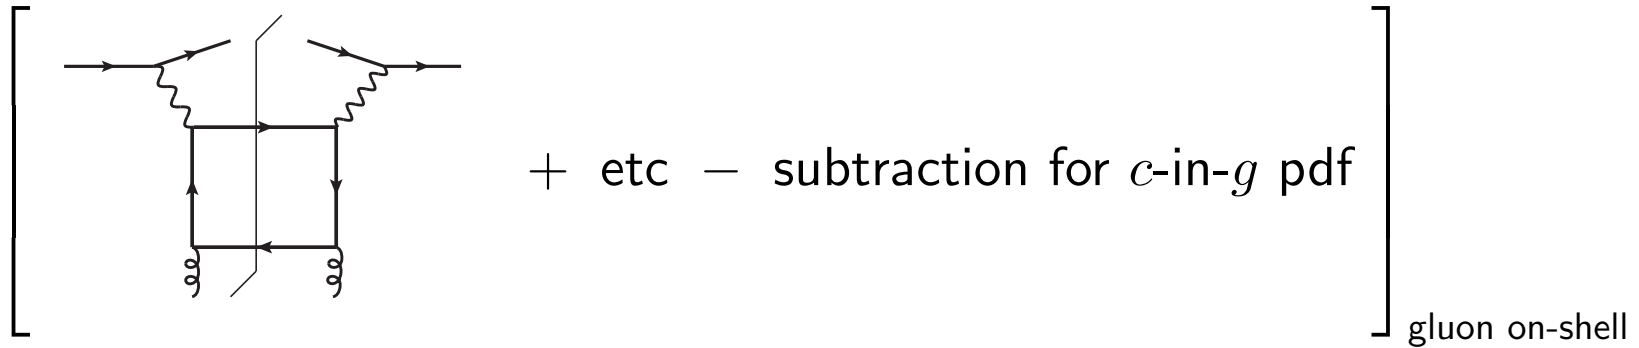 + etc − subtraction for c-in-g pdf
gluon on-shell